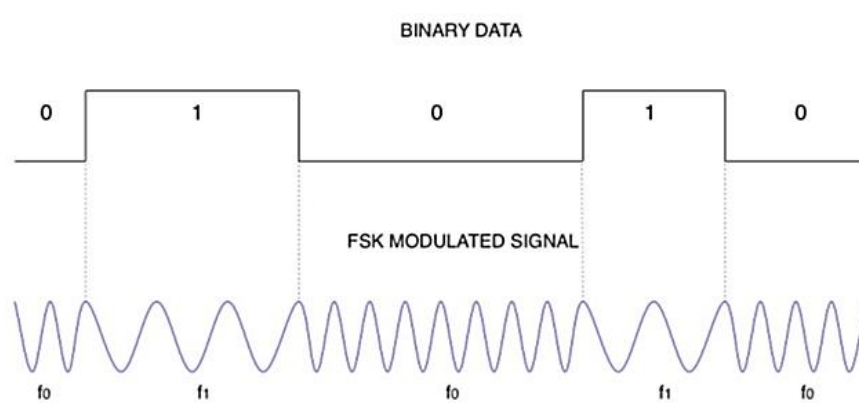 BINARY DATA
0 1 0 1 0
FSK MODULATED SIGNAL
f0 f1 f0 f1 f0